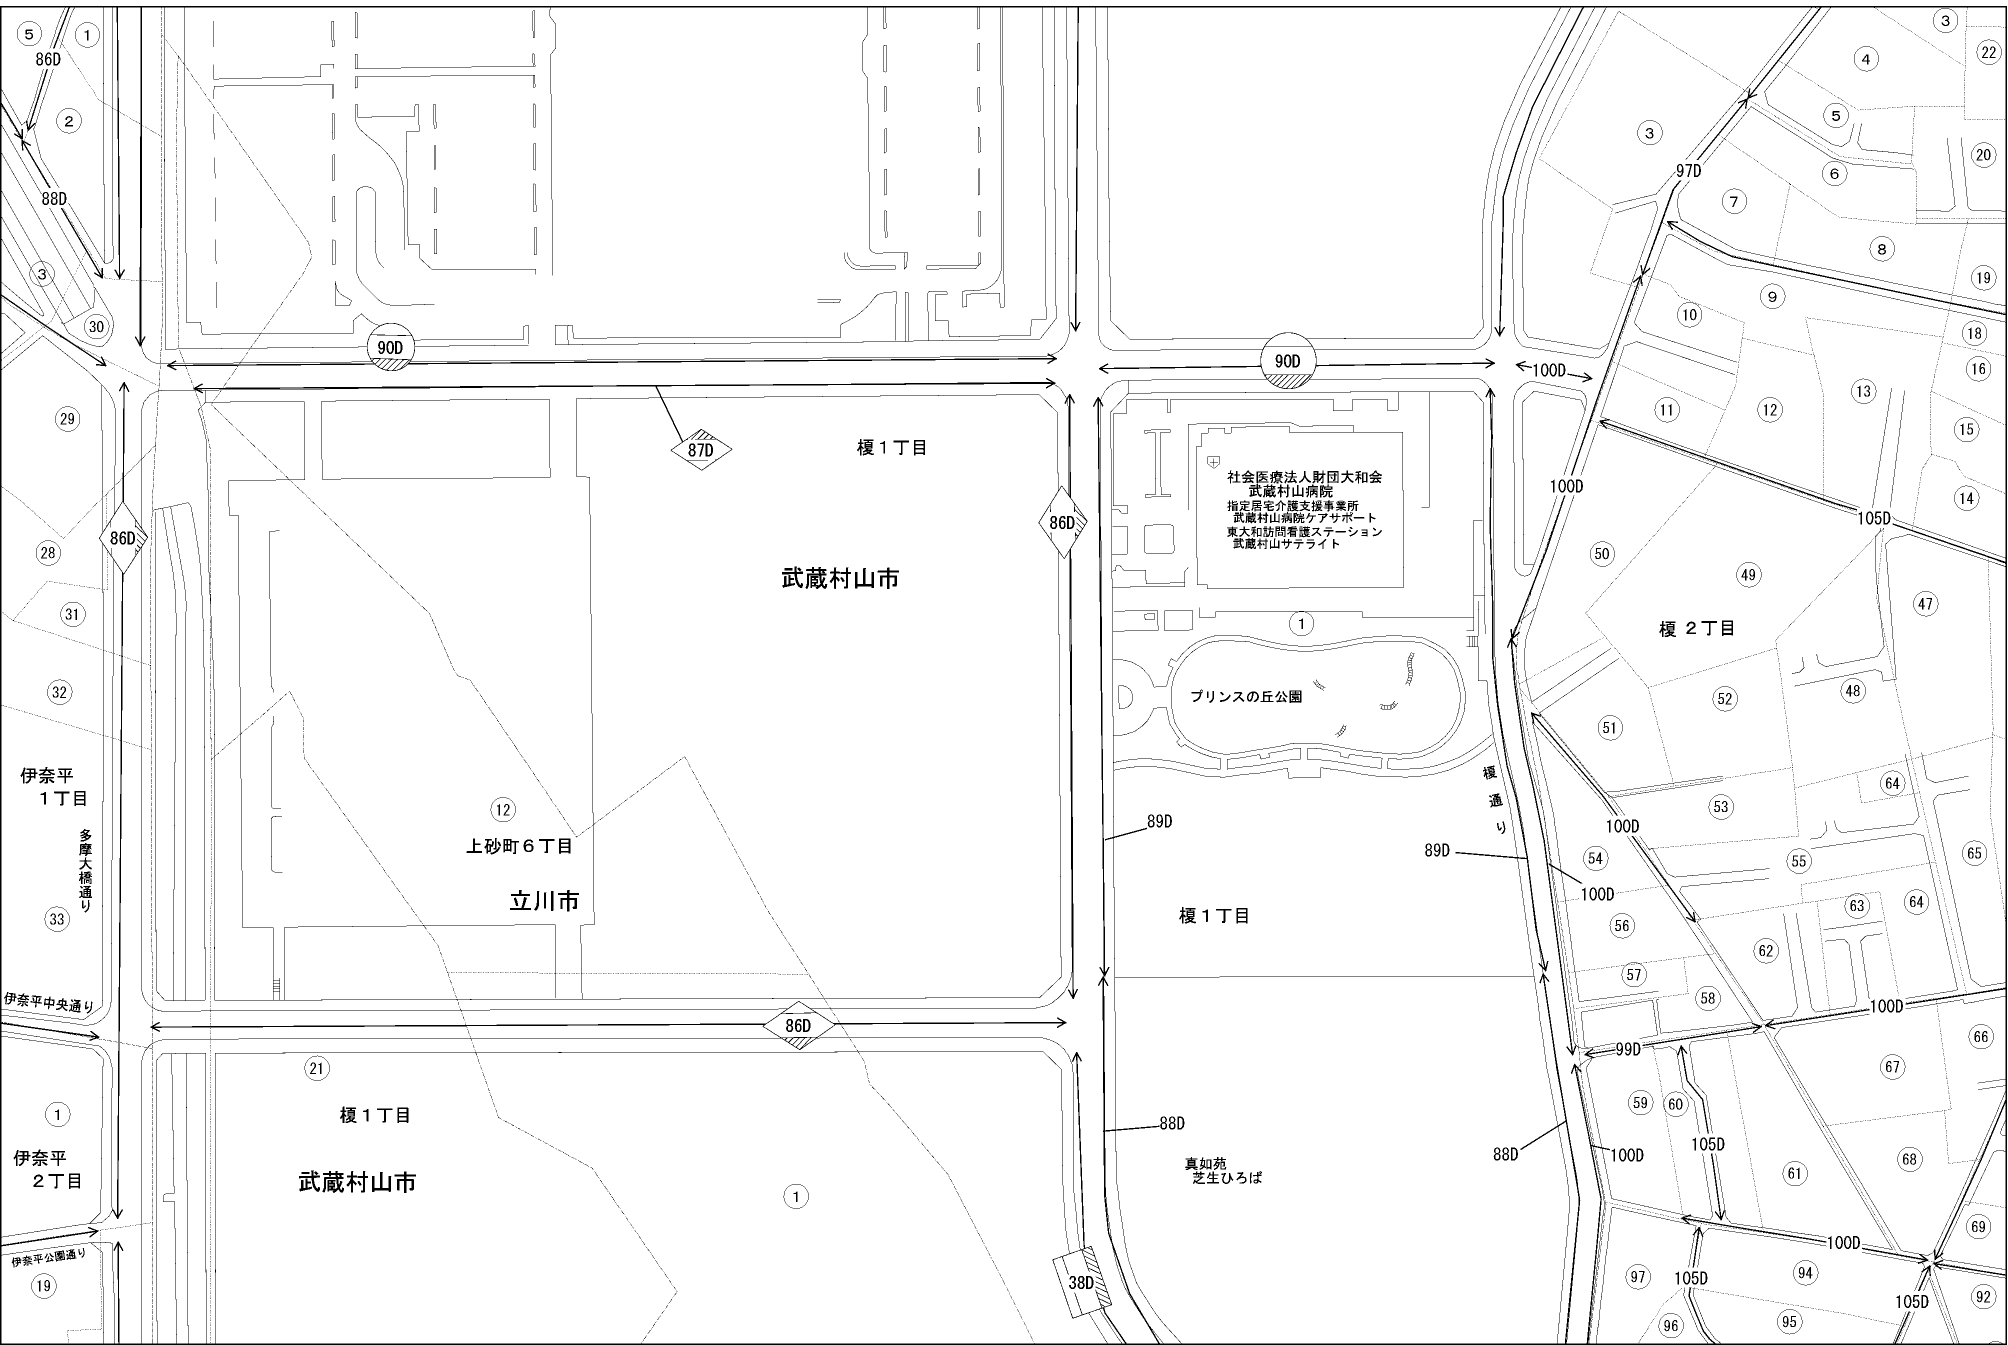 5
1
86D
2
88D
3
30
29
28
31
32
伊奈平
1丁目
多摩大橋通り
33
伊奈平中央通り
1
伊奈平
2丁目
伊奈平公園通り
19
86D
90D
87D
榎1丁目
武蔵村山市
86D
12
上砂町6丁目
立川市
86D
21
榎1丁目
武蔵村山市
1
38D
90D
100D
社会医療法人財団大和会
武蔵村山病院
指定居宅介護支援事業所
武蔵村山病院ケアサポート
東大和訪問看護ステーション
武蔵村山サテライト
1
プリンスの丘公園
榎通り
89D
89D
100D
榎1丁目
88D
88D
100D
真如苑
芝生ひろば
3
22
4
5
3
20
97D
6
7
8
19
9
10
18
16
13
11
12
15
100D
14
105D
50
49
47
榎2丁目
52
48
51
64
53
100D
54
55
65
63
64
56
62
57
58
100D
99D
66
67
59
60
105D
68
61
69
100D
97
105D
94
92
105D
96
95